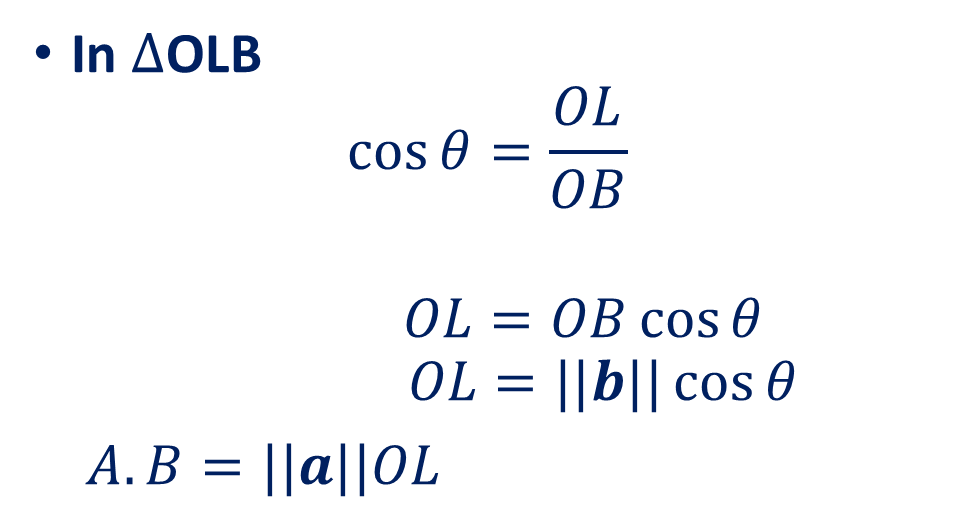 • In ΔOLB
cos θ = OL / OB
OL = OB cos θ
OL = ||b|| cos θ
A.B = ||a||OL